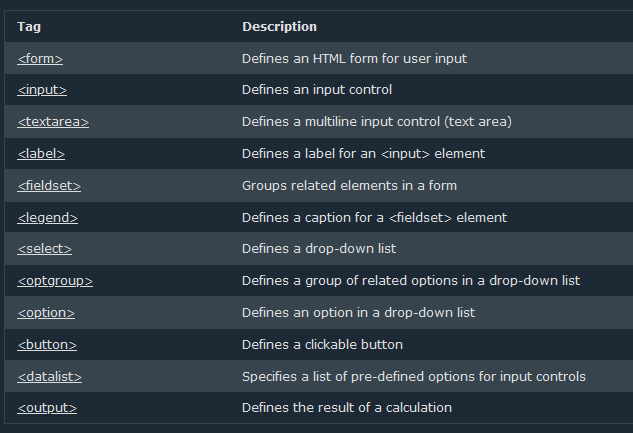 Tag Description
<form> Defines an HTML form for user input
<input> Defines an input control
<textarea> Defines a multiline input control (text area)
<label> Defines a label for an <input> element
<fieldset> Groups related elements in a form
<legend> Defines a caption for a <fieldset> element
<select> Defines a drop-down list
<optgroup> Defines a group of related options in a drop-down list
<option> Defines an option in a drop-down list
<button> Defines a clickable button
<datalist> Specifies a list of pre-defined options for input controls
<output> Defines the result of a calculation